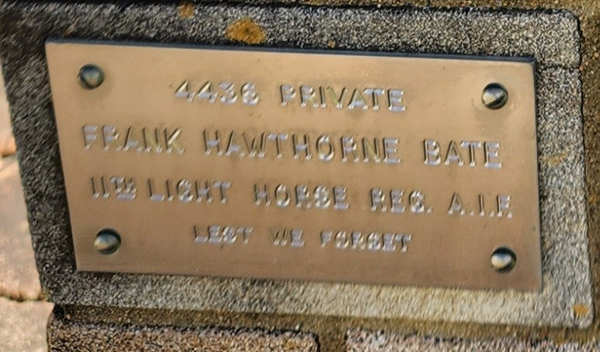 4436 PRIVATE
FRANK HAWTHORNE BATE
11TH LIGHT HORSE REG. A.I.F.
LEST WE FORGET